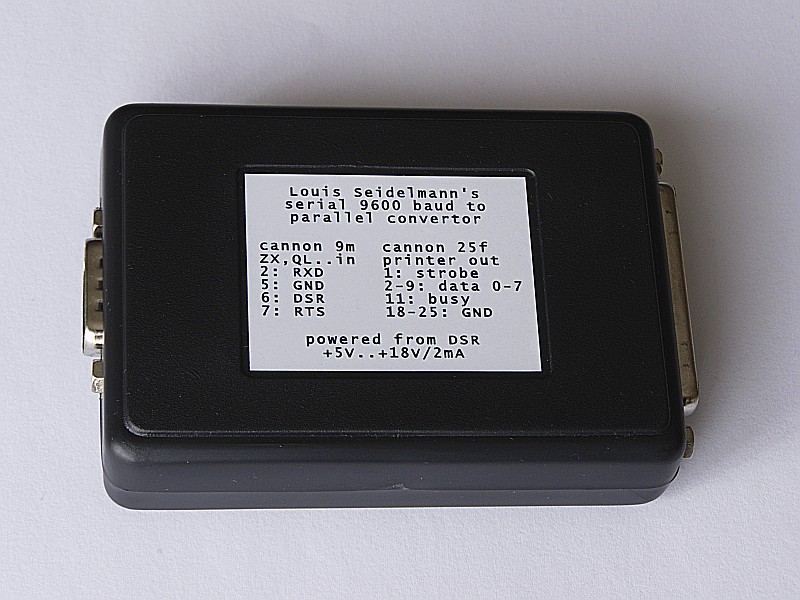 Louis Seidelmann's
serial 9600 baud to
parallel convertor
cannon 9m cannon 25f
ZX,QL..in printer out
2: RXD 1: strobe
5: GND 2-9: data 0-7
6: DSR 11: busy
7: RTS 18-25: GND
powered from DSR
+5V..+18V/2mA